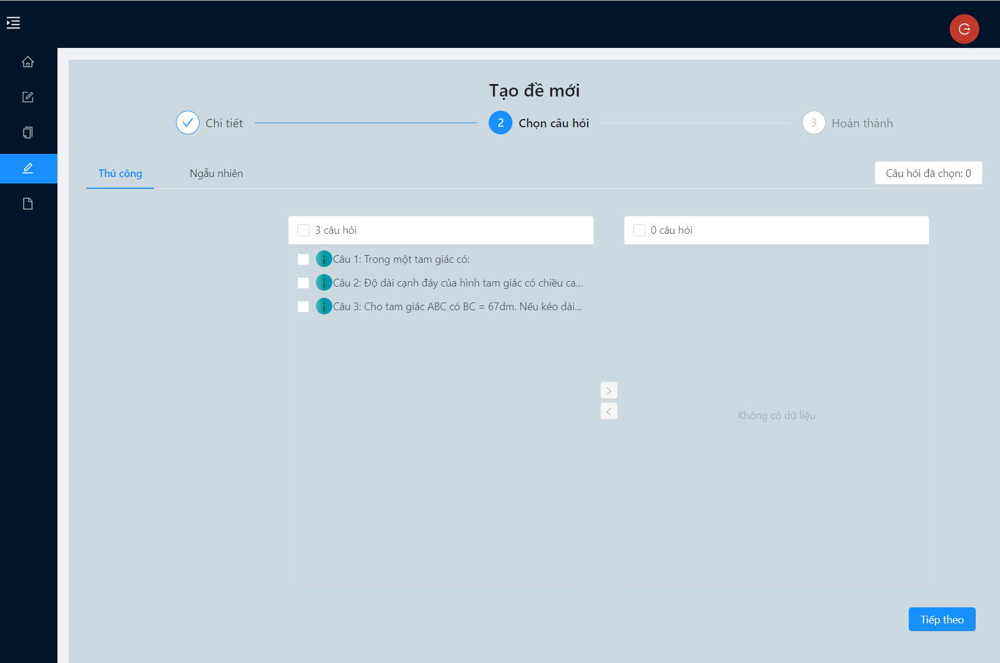 Tạo đề mới
Chi tiết
2 Chọn câu hỏi
3 Hoàn thành
Thủ công
Ngẫu nhiên
Câu hỏi đã chọn: 0
3 câu hỏi
0 câu hỏi
Câu 1: Trong một tam giác có:
Câu 2: Độ dài cạnh đáy của hình tam giác có chiều ca...
Câu 3: Cho tam giác ABC có BC = 67dm. Nếu kéo dài...
Không có dữ liệu
Tiếp theo